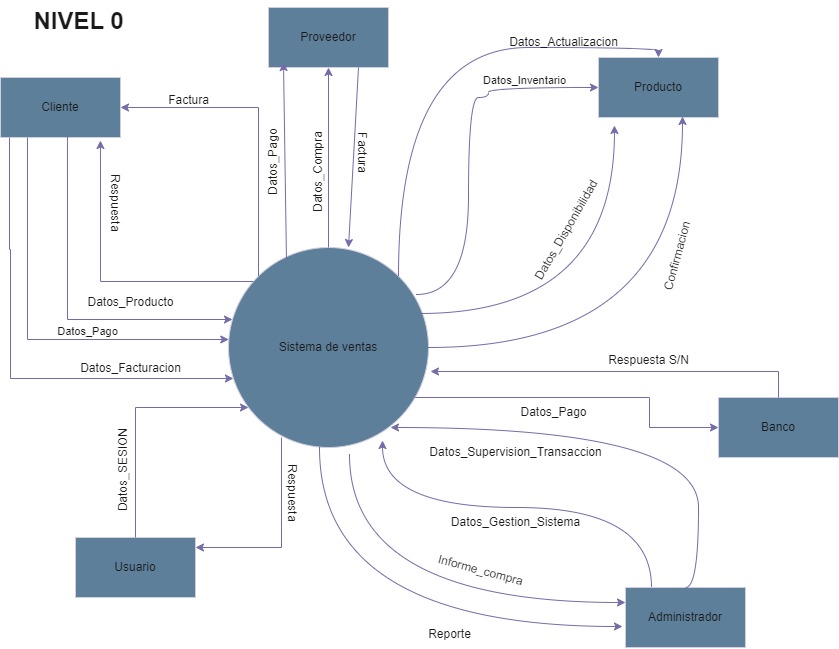 NIVEL 0
Proveedor
Datos_Actualizacion
Datos_Inventario
Producto
Cliente
Factura
Datos_Pago
Datos_Compra
Factura
Respuesta
Datos_Disponibilidad
Confirmacion
Datos_Producto
Datos_Pago
Datos_Facturacion
Sistema de ventas
Respuesta S/N
Datos_Pago
Banco
Datos_Supervision_Transaccion
Datos_SESION
Respuesta
Datos_Gestion_Sistema
Usuario
Informe_compra
Administrador
Reporte